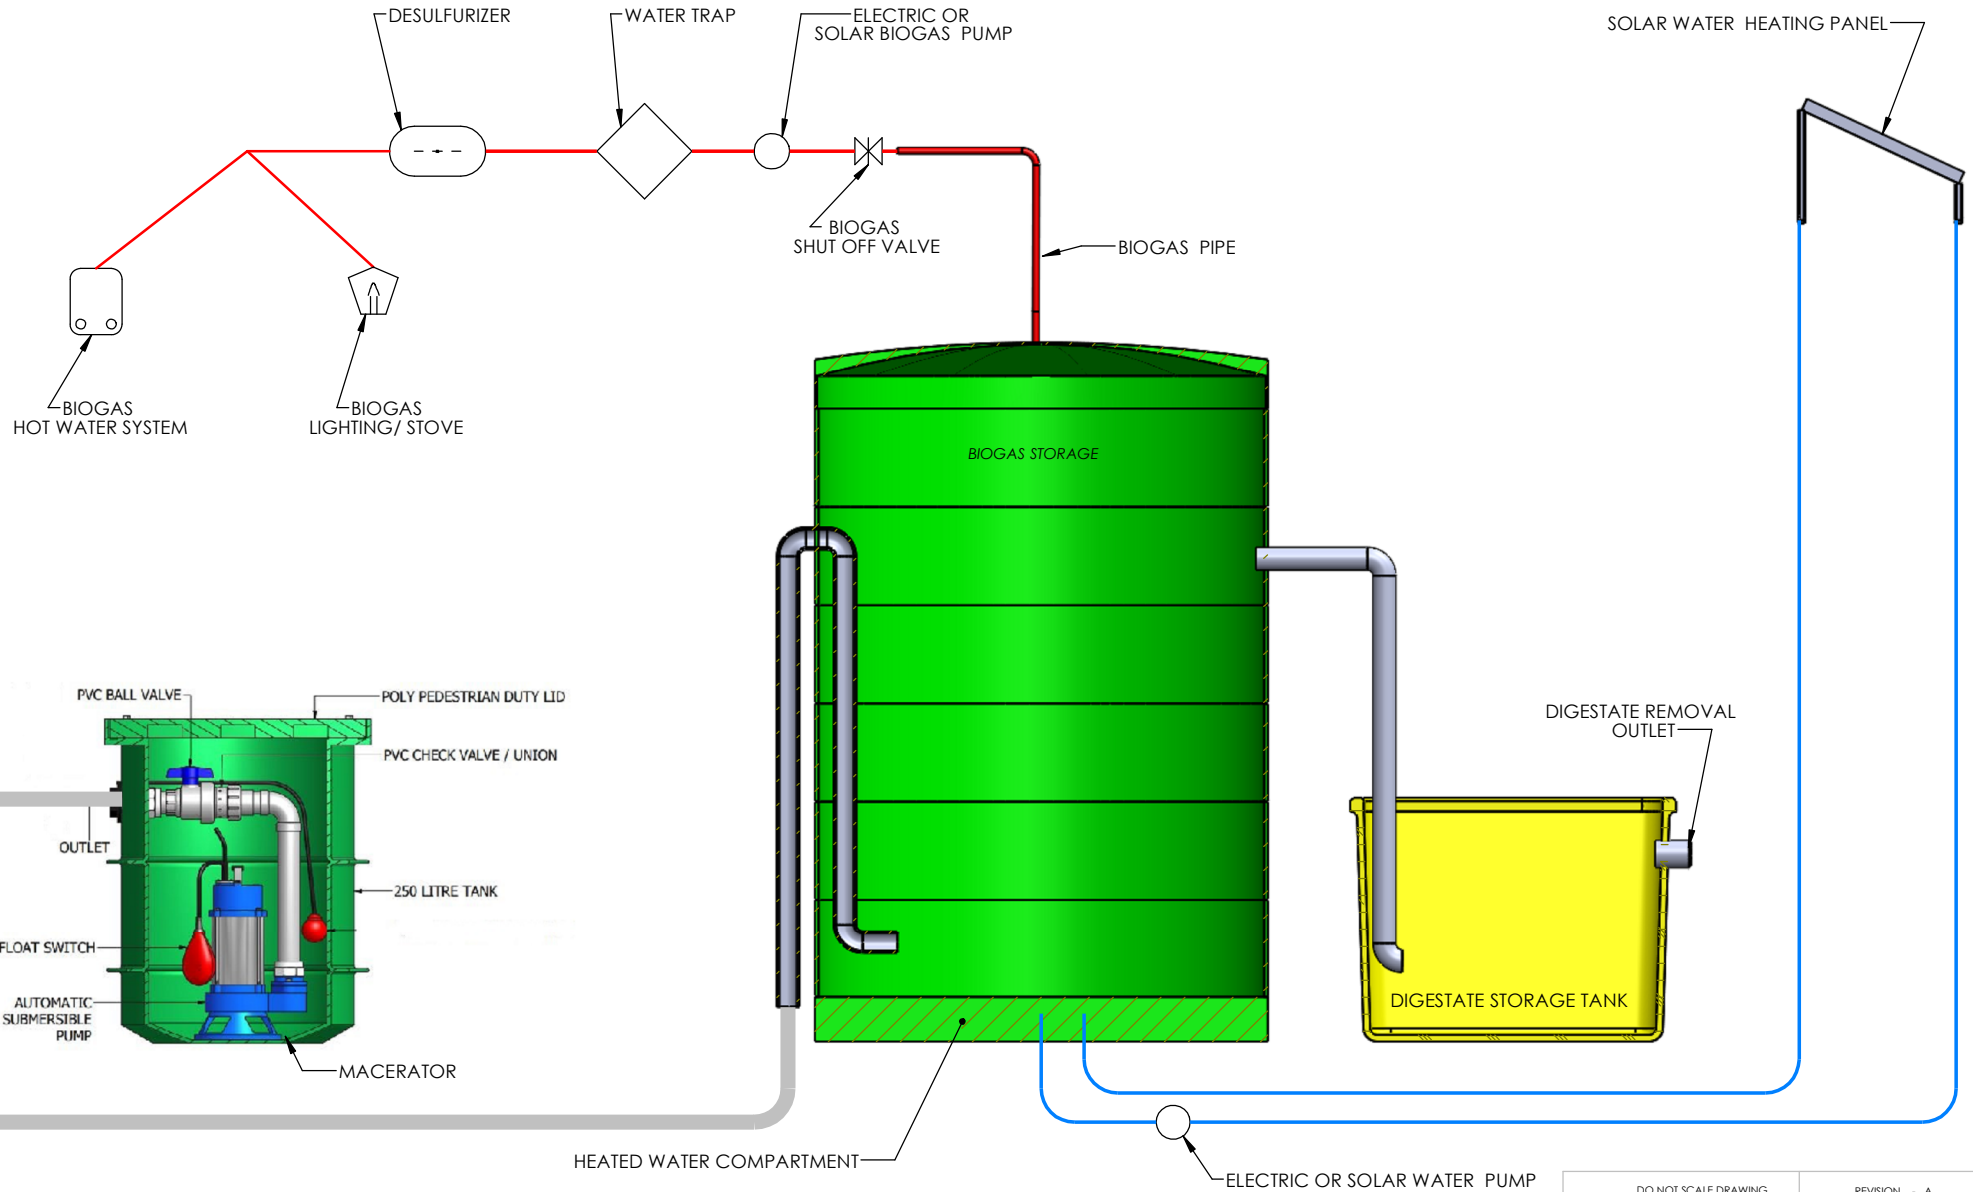 DESULFURIZER
WATER TRAP
ELECTRIC OR
SOLAR BIOGAS PUMP
SOLAR WATER HEATING PANEL
BIOGAS
SHUT OFF VALVE
BIOGAS PIPE
BIOGAS
HOT WATER SYSTEM
BIOGAS
LIGHTING/ STOVE
BIOGAS STORAGE
PVC BALL VALVE
POLY PEDESTRIAN DUTY LID
PVC CHECK VALVE / UNION
OUTLET
250 LITRE TANK
FLOAT SWITCH
AUTOMATIC
SUBMERSIBLE
PUMP
MACERATOR
DIGESTATE REMOVAL
OUTLET
DIGESTATE STORAGE TANK
HEATED WATER COMPARTMENT
ELECTRIC OR SOLAR WATER PUMP
DO NOT SCALE DRAWING
REVISION - A